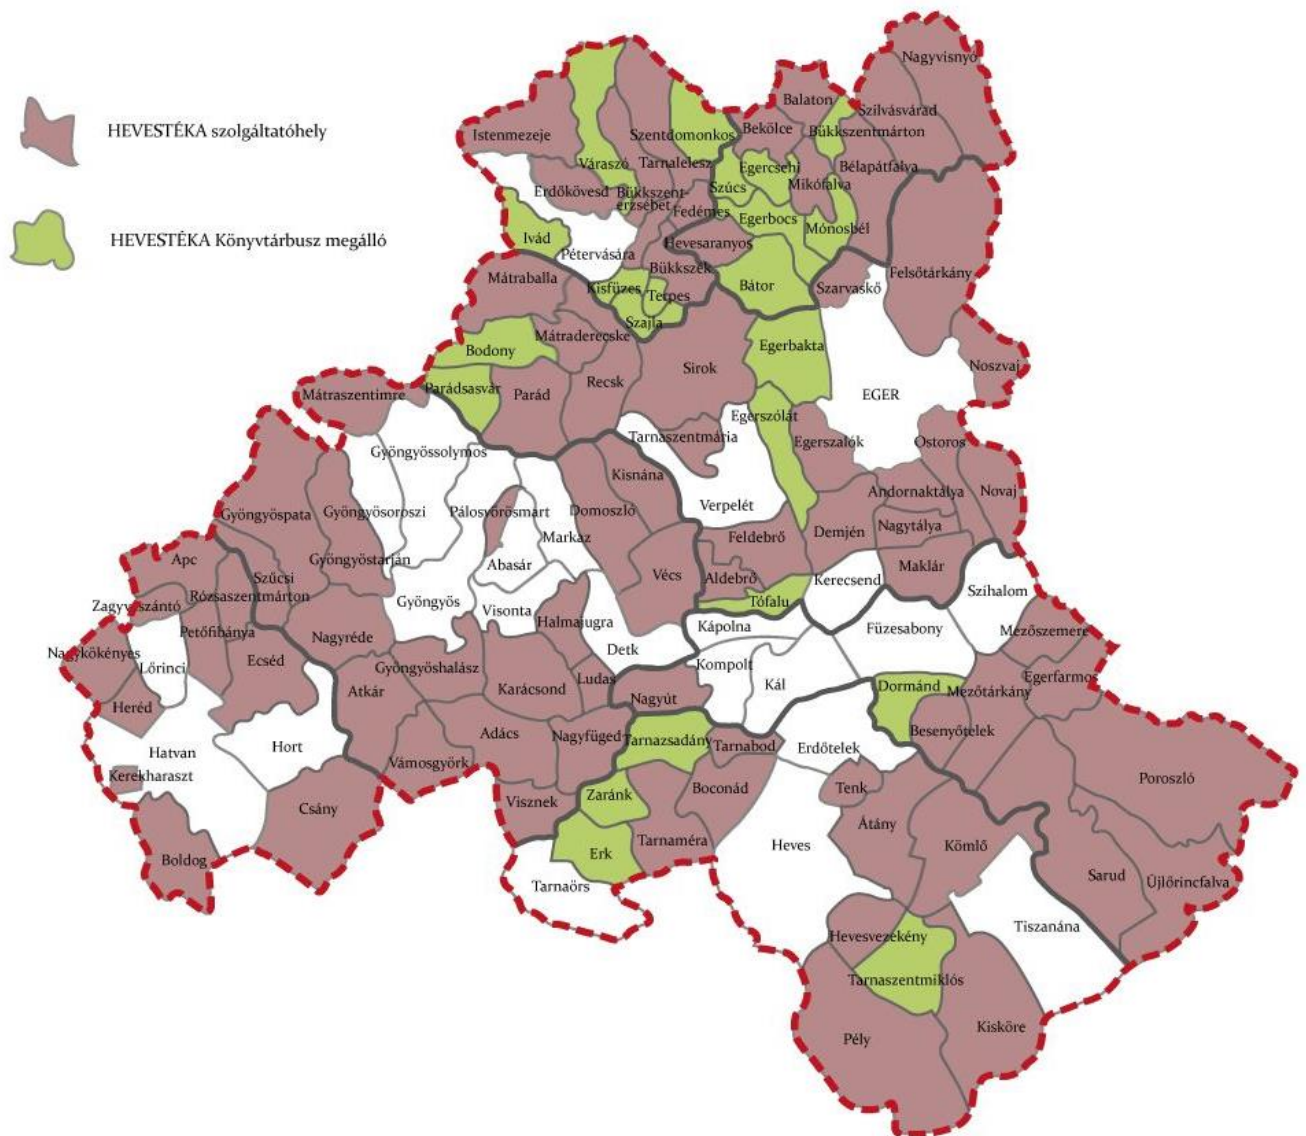 HEVESTÉKA szolgáltatóhely
HEVESTÉKA Könyvtárbusz megálló
Nagyvisnyó
Balaton
Szilvásvárad
Istenmezeje
Szentdomonkos
Bekölce
Bükkszentmárton
Váraszó
Tarnalelesz
Egercsehi
Bélapátfalva
Erdőkövesd
Bükkszent-
erzsébet
Szúcs
Mikófalva
Fedémes
Egerbocs
Mónosbél
Ivád
Pétervására
Hevesaranyos
Mátraballa
Bükkszék
Felsőtárkány
Kisfüzes
Terpes
Bátor
Szarvaskő
Szajla
Mátraderecske
Bodony
Egerbakta
Noszvaj
Sirok
Parádsasvár
Parád
Recsk
EGER
Mátraszentimre
Egerszólát
Tarnaszentmária
Egerszalók
Ostoros
Gyöngyössolymos
Kisnána
Andornaktálya
Novaj
Gyöngyöspata
Gyöngyösoroszi
Pálosvörösmart
Domoszló
Verpelét
Nagytálya
Markaz
Feldebrő
Demjén
Apc
Gyöngyöstarján
Abasár
Maklár
Szűcsi
Vécs
Aldebrő
Kerecsend
Szihalom
Rózsaszentmárton
Gyöngyös
Visonta
Tófalu
Zagyvaszántó
Halmajugra
Kápolna
Füzesabony
Petőfibánya
Nagyréde
Detk
Mezőszemere
Nagykökényes
Lőrinci
Ecséd
Gyöngyöshalász
Kompolt
Ludas
Kál
Egerfarmos
Atkár
Karácsond
Nagyút
Dormánd
Mezőtárkány
Heréd
Besenyőtelek
Adács
Nagyfüged
Tarnazsadány
Tarnabod
Erdőtelek
Hatvan
Hort
Vámosgyörk
Poroszló
Kerekharaszt
Boconád
Tenk
Zaránk
Visznek
Csány
Átány
Tarnaméra
Heves
Kömlő
Erk
Boldog
Sarud
Újlőrincfalva
Tarnaörs
Tiszanána
Hevesvezekény
Tarnaszentmiklós
Kisköre
Pély